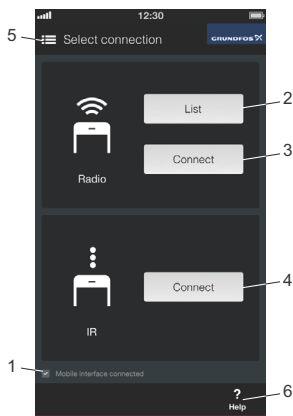 12:30
5
Select connection
GRUNDFOS
List
2
Connect
3
Radio
Connect
4
IR
1
Mobile interface connected
?
6
Help